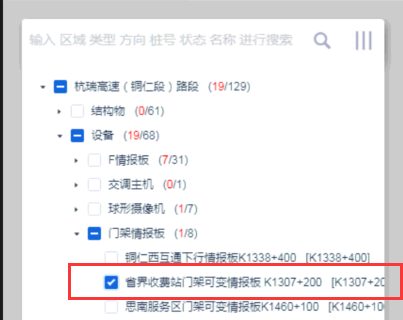 输入 区域 类型 方向 桩号 状态 名称 进行搜索
杭瑞高速（铜仁段）路段 (19/129)
结构物 (0/61)
设备 (19/68)
F情报板 (7/31)
交调主机 (0/1)
球形摄像机 (1/7)
门架情报板 (1/8)
铜仁西互通下行情报板K1338+400 [K1338+400]
省界收费站门架可变情报板 K1307+200 [K1307+20
思南服务区门架可变情报板K1460+100 [K1460+10